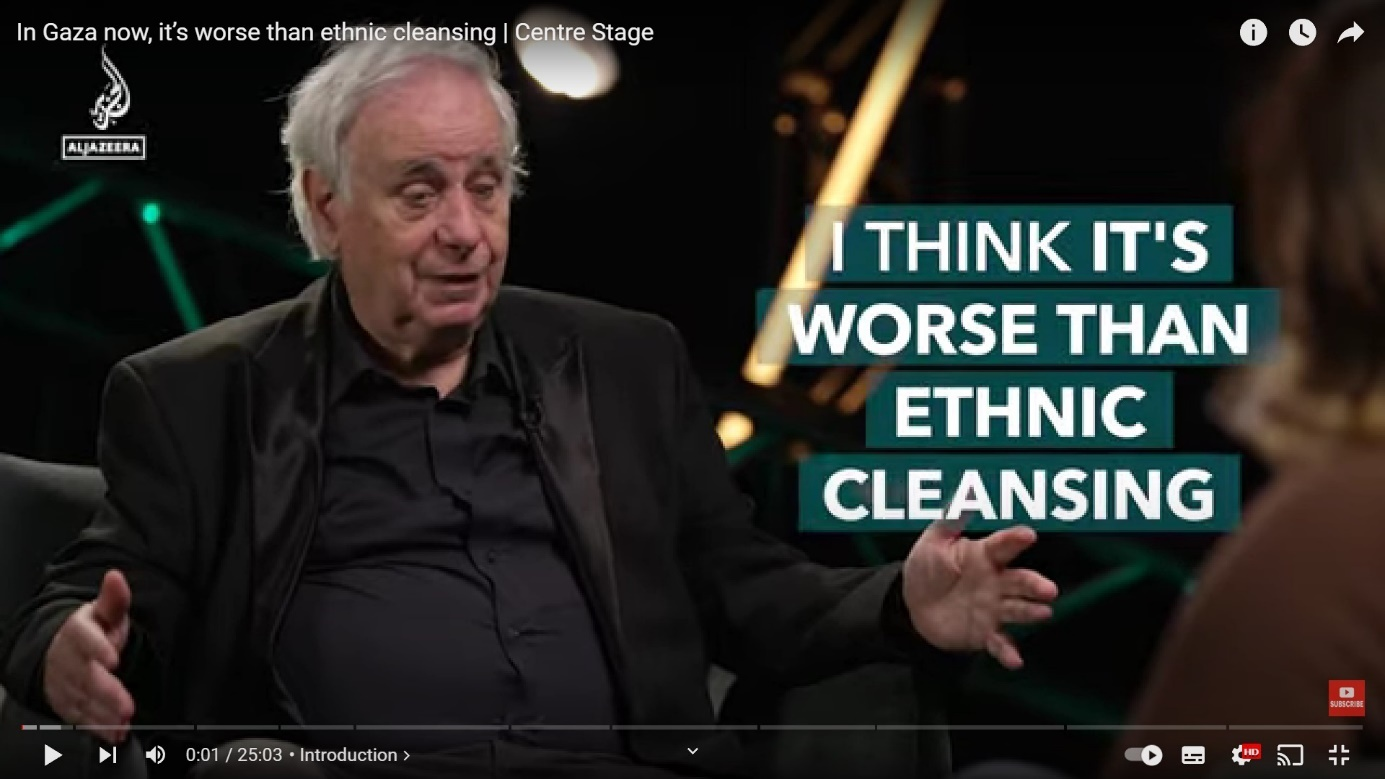 In Gaza now, it’s worse than ethnic cleansing | Centre Stage
الجزيرة
ALJAZEERA
I THINK IT'S
WORSE THAN
ETHNIC
CLEANSING
SUBSCRIBE
0:01 / 25:03 • Introduction ›
HD